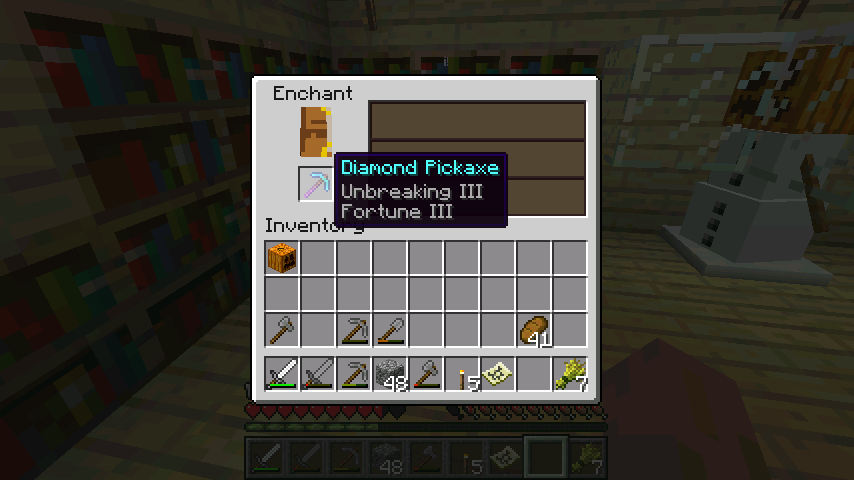 Enchant
Diamond Pickaxe
Unbreaking III
Fortune III
Inventory
41
48 5 7
48 5 7